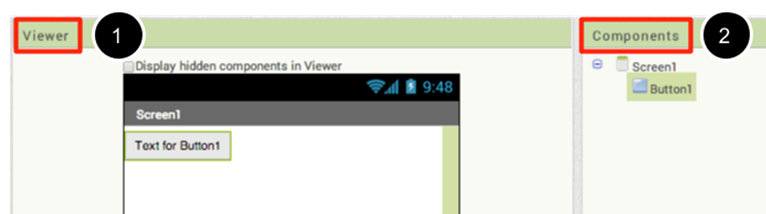 Viewer 1
Components 2
Display hidden components in Viewer
9:48
Screen1
Text for Button1
Screen1
Button1